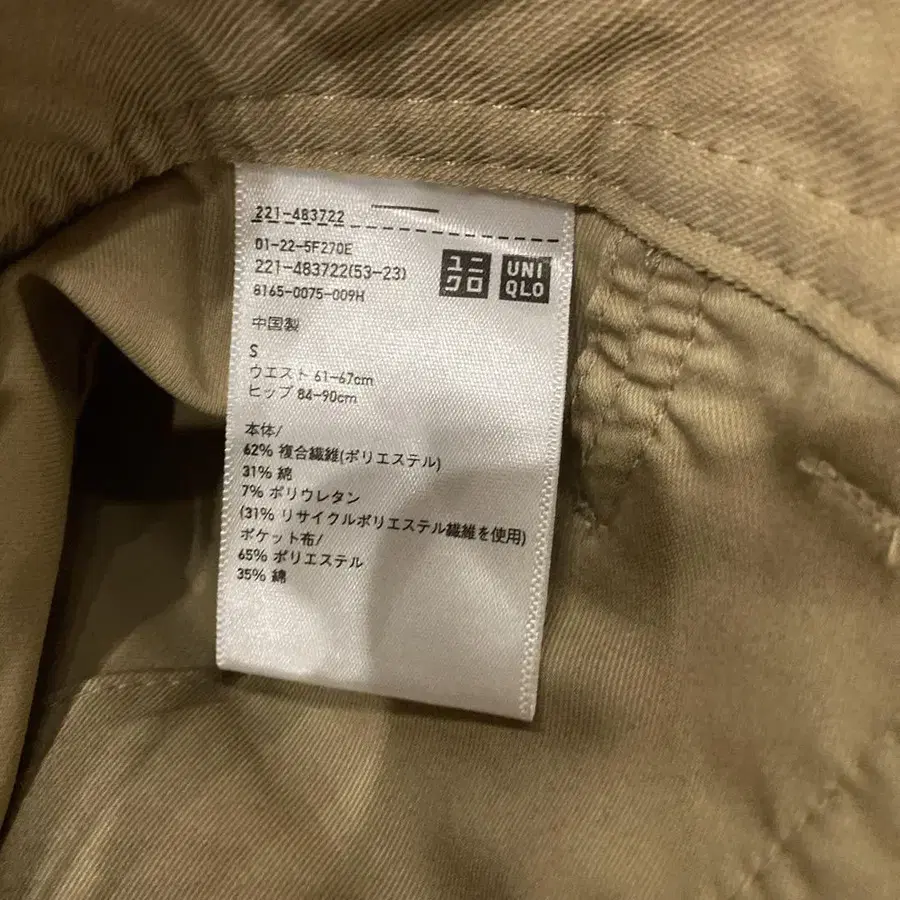 221-483722
01-22-5F270E
221-483722(53-23)
8165-0075-009H
ユニ
クロ
UNI
QLO
中国製
S
ウエスト 61-67cm
ヒップ 84-90cm
本体/
62% 複合繊維(ポリエステル)
31% 綿
7% ポリウレタン
(31% リサイクルポリエステル繊維を使用)
ポケット布/
65% ポリエステル
35% 綿